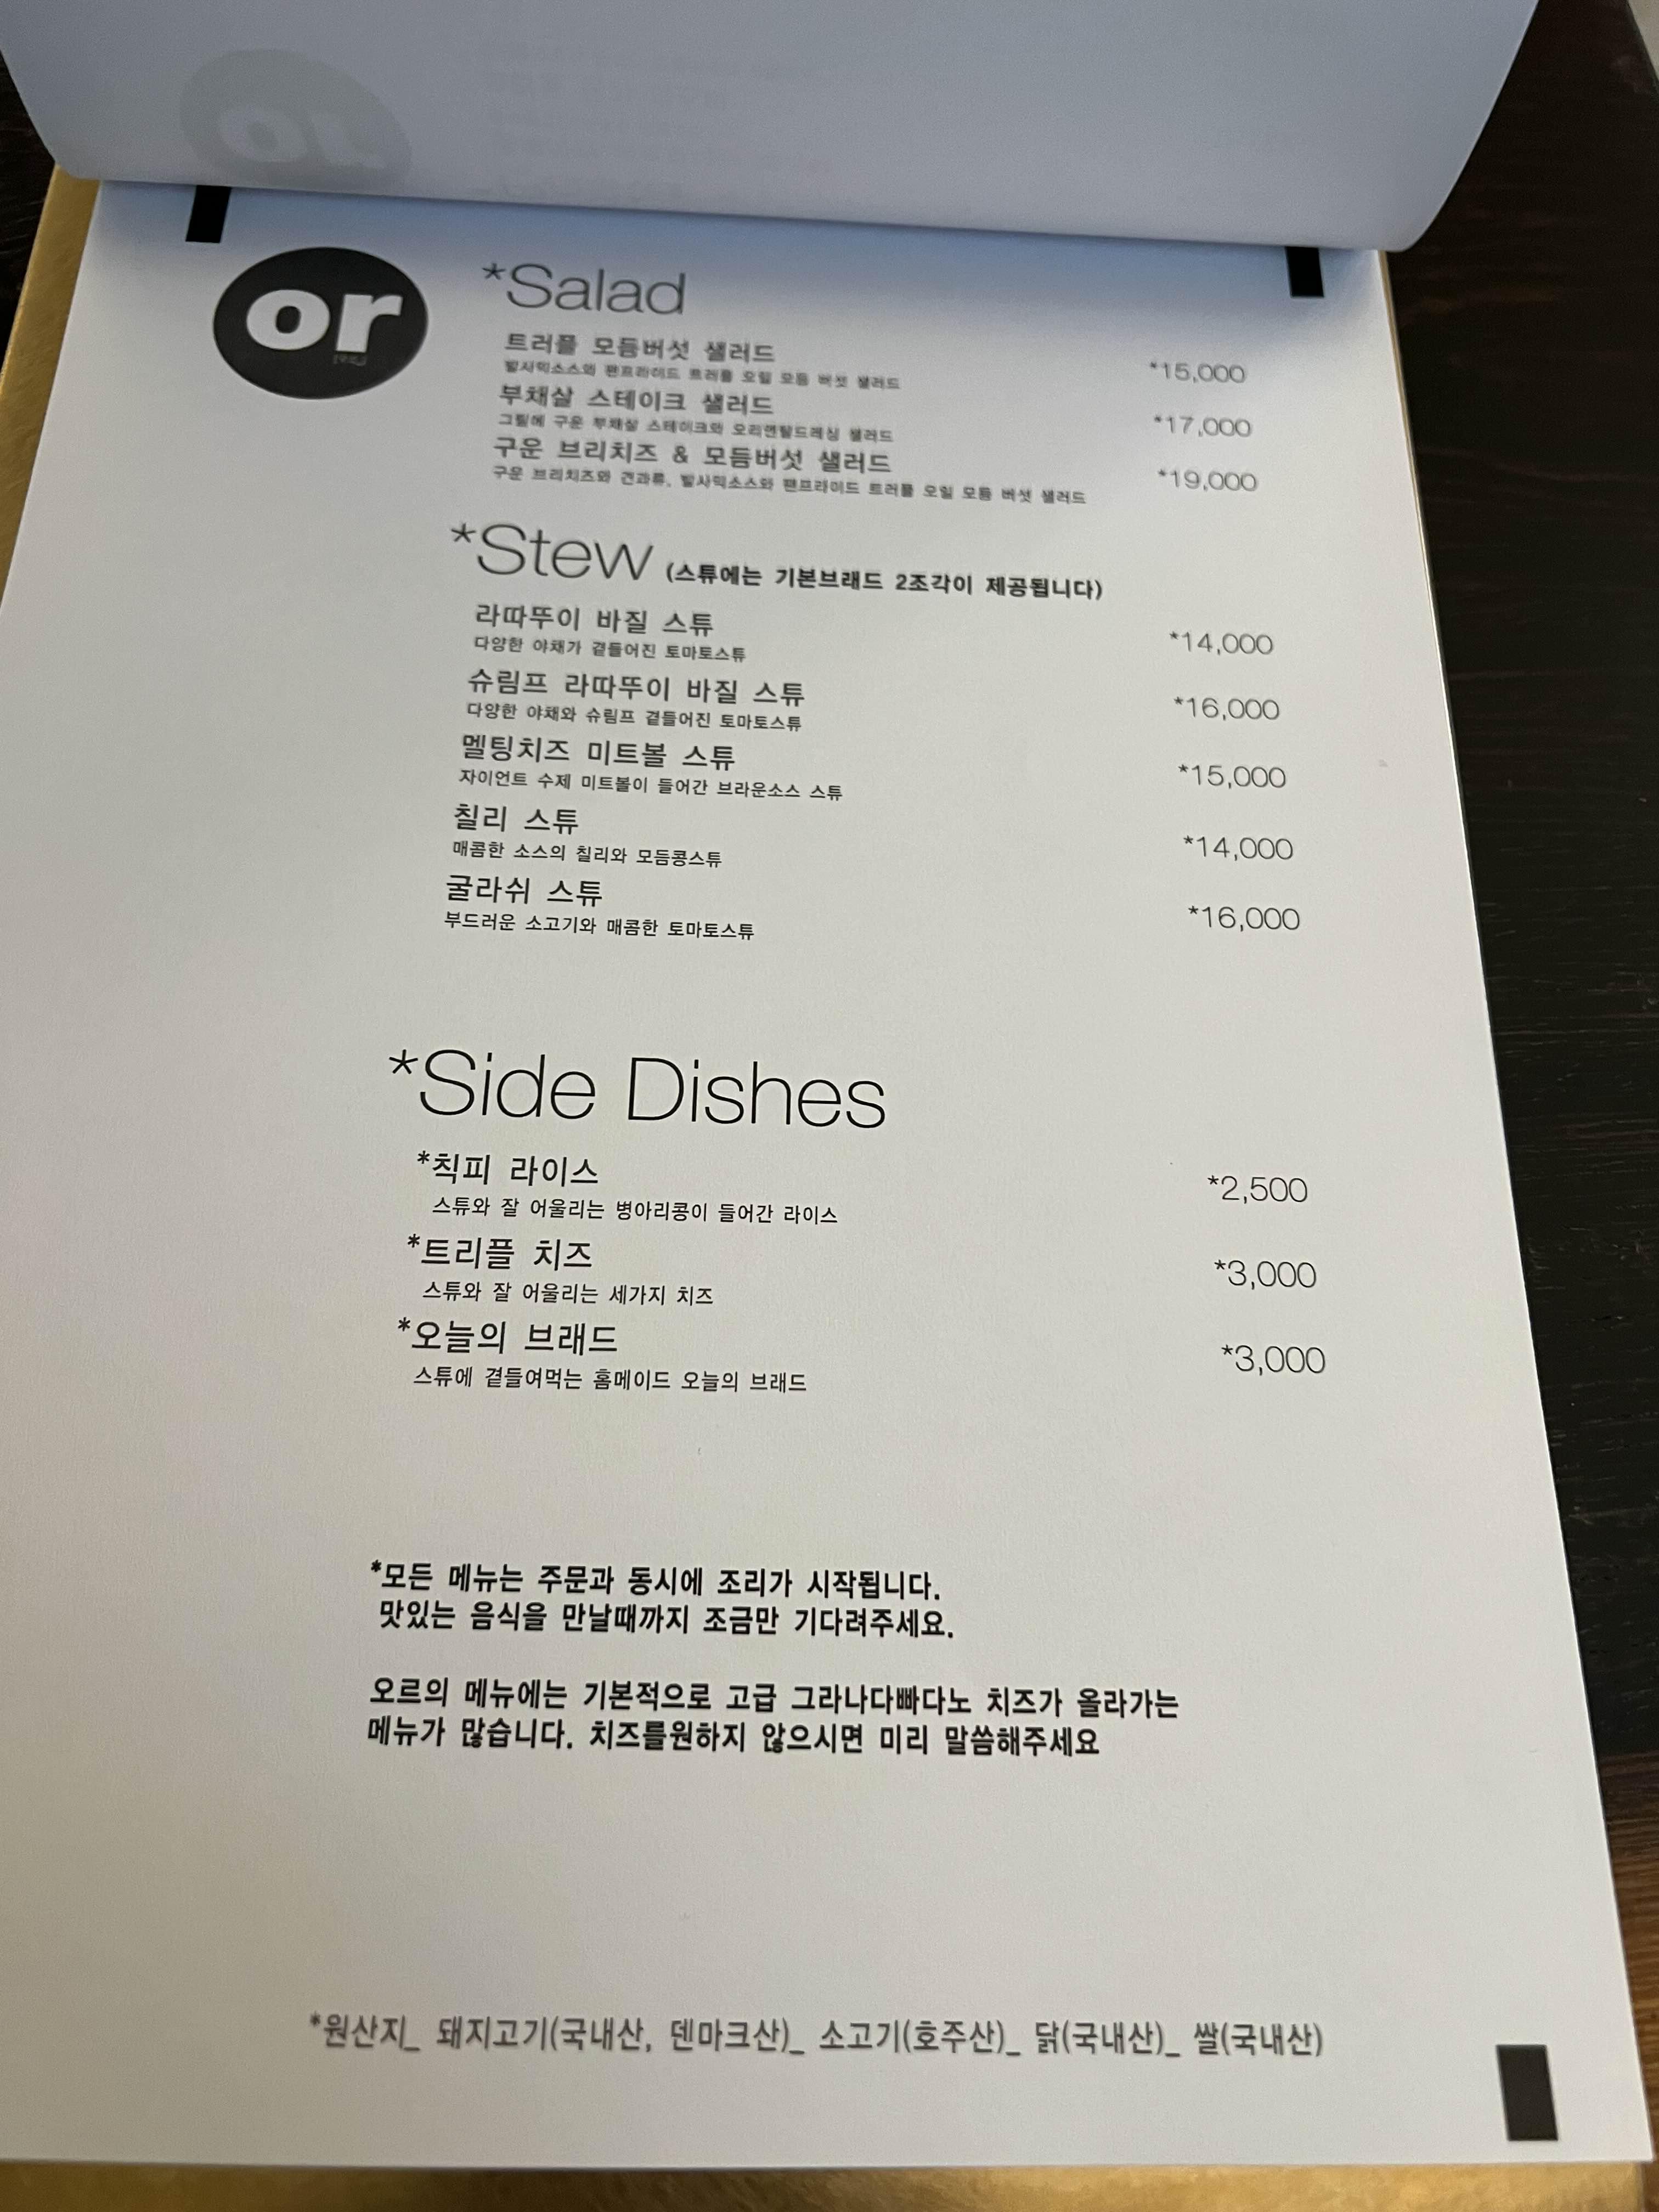 or
*Salad
트러플 모듬버섯 샐러드
*15,000
발사믹소스와 팬프라이드 트러플 오일 모듬 버섯 샐러드
부채살 스테이크 샐러드
*17,000
그릴에 구운 부채살 스테이크와 오리엔탈드레싱 샐러드
구운 브리치즈 & 모듬버섯 샐러드
*19,000
구운 브리치즈와 견과류, 발사믹소스와 팬프라이드 트러플 오일 모듬 버섯 샐러드
*Stew (스튜에는 기본브래드 2조각이 제공됩니다)
라따뚜이 바질 스튜
*14,000
다양한 야채가 곁들어진 토마토스튜
슈림프 라따뚜이 바질 스튜
*16,000
다양한 야채와 슈림프 곁들어진 토마토스튜
멜팅치즈 미트볼 스튜
*15,000
자이언트 수제 미트볼이 들어간 브라운소스 스튜
칠리 스튜
*14,000
매콤한 소스의 칠리와 모듬콩스튜
굴라쉬 스튜
*16,000
부드러운 소고기와 매콤한 토마토스튜
*Side Dishes
*칙피 라이스
*2,500
스튜와 잘 어울리는 병아리콩이 들어간 라이스
*트리플 치즈
*3,000
스튜와 잘 어울리는 세가지 치즈
*오늘의 브래드
*3,000
스튜에 곁들여먹는 홈메이드 오늘의 브래드
*모든 메뉴는 주문과 동시에 조리가 시작됩니다.
맛있는 음식을 만날때까지 조금만 기다려주세요.
오르의 메뉴에는 기본적으로 고급 그라나다빠다노 치즈가 올라가는
메뉴가 많습니다. 치즈를원하지 않으시면 미리 말씀해주세요
*원산지_ 돼지고기(국내산, 덴마크산)_ 소고기(호주산)_ 닭(국내산)_ 쌀(국내산)